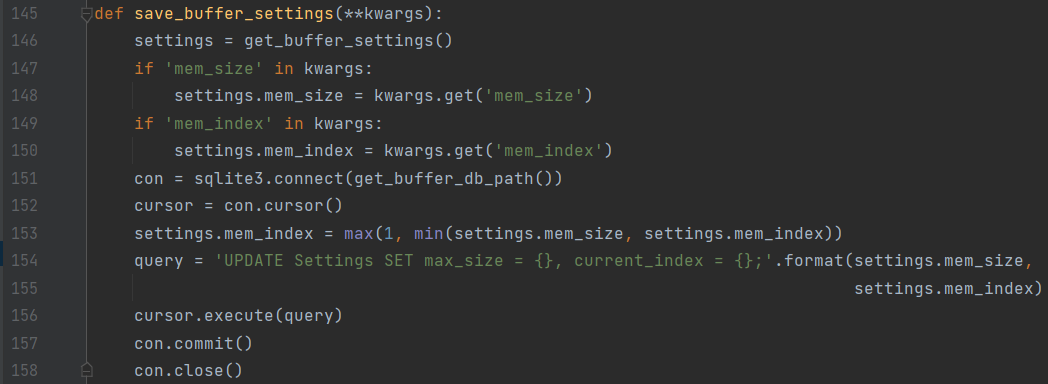 145 def save_buffer_settings(**kwargs):
146     settings = get_buffer_settings()
147     if 'mem_size' in kwargs:
148         settings.mem_size = kwargs.get('mem_size')
149     if 'mem_index' in kwargs:
150         settings.mem_index = kwargs.get('mem_index')
151     con = sqlite3.connect(get_buffer_db_path())
152     cursor = con.cursor()
153     settings.mem_index = max(1, min(settings.mem_size, settings.mem_index))
154     query = 'UPDATE Settings SET max_size = {}, current_index = {};'.format(settings.mem_size,
155                                                                             settings.mem_index)
156     cursor.execute(query)
157     con.commit()
158     con.close()